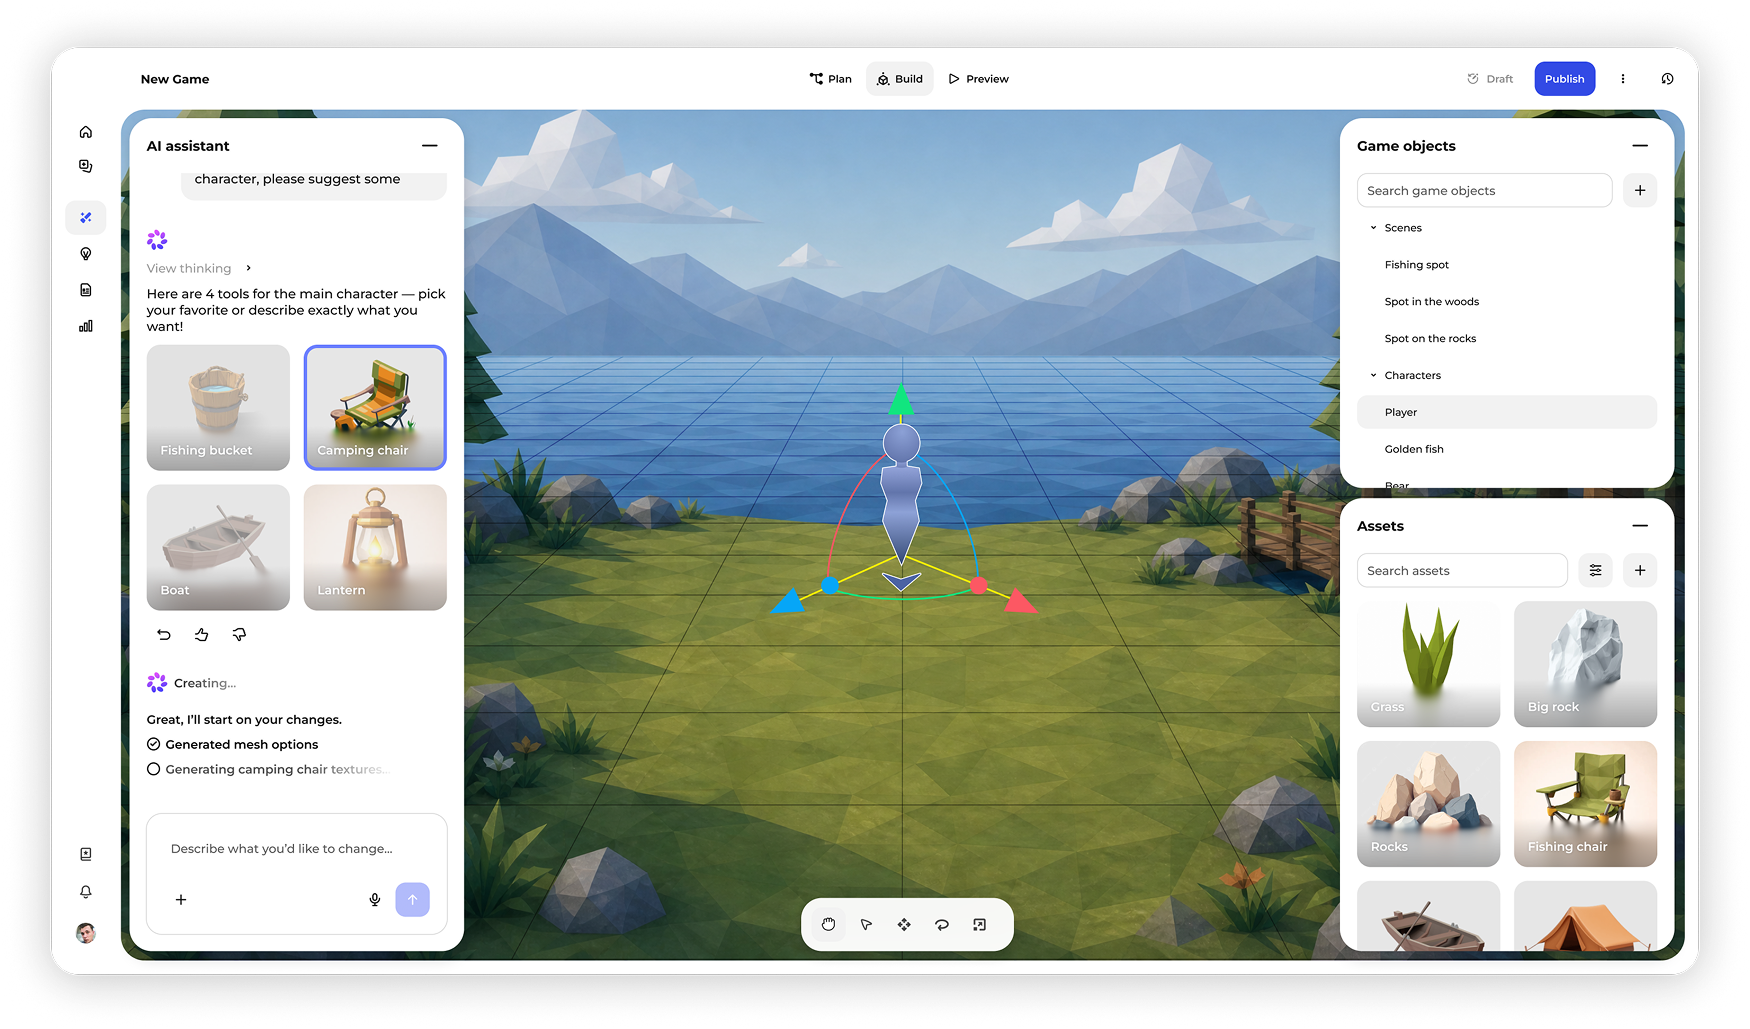 New Game
Plan
Build
Preview
Draft
Publish
AI assistant
character, please suggest some
View thinking
Here are 4 tools for the main character — pick
your favorite or describe exactly what you
want!
Fishing bucket
Camping chair
Boat
Lantern
Creating...
Great, I’ll start on your changes.
Generated mesh options
Generating camping chair textures...
Describe what you’d like to change...
Game objects
Search game objects
Scenes
Fishing spot
Spot in the woods
Spot on the rocks
Characters
Player
Golden fish
Bear
Assets
Search assets
Grass
Big rock
Rocks
Fishing chair